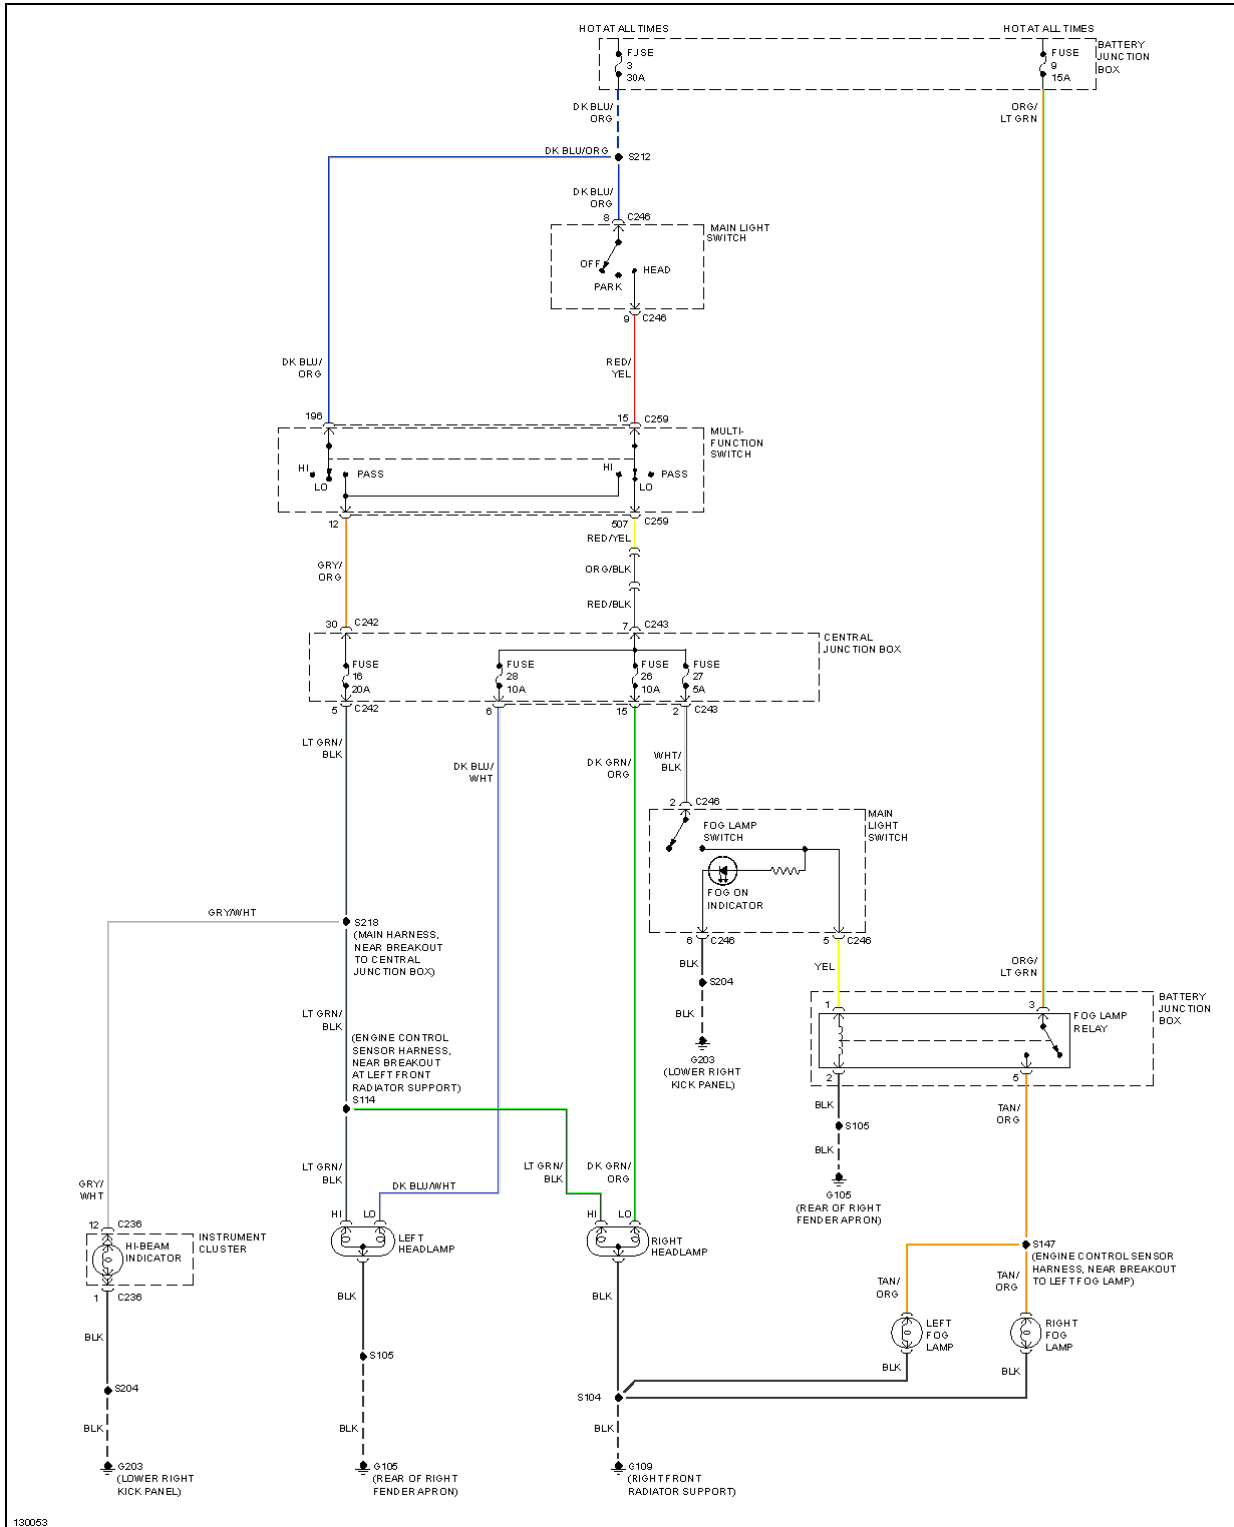 HOT AT ALL TIMES
HOT AT ALL TIMES
FJSE
3
30A
FUSE
9
15A
BATTERY
JUNCTION
BOX
DK BLU/
ORG
ORG/
LT GRN
DK BLU/ORG
S212
DK BLU/
ORG
8
C246
MAIN LIGHT
SWITCH
OFF
HEAD
PARK
9
C246
DK BLU/
ORG
RED/
YEL
196
15
C259
MULTI-
FUNCTION
SWITCH
HI
PASS
LO
HI
PASS
LO
12
507
C259
RED/YEL
GRY/
ORG
ORG/BLK
RED/BLK
30
C242
7
C243
CENTRAL
JUNCTION BOX
FUSE
16
20A
FUSE
28
10A
FUSE
26
10A
FUSE
27
5A
5
C242
6
15
2
C243
LT GRN/
BLK
DK BLU/
WHT
DK GRN/
ORG
WHT/
BLK
2
C246
MAIN
LIGHT
SWITCH
FOG LAMP
SWITCH
FOG ON
INDICATOR
GRY/WHT
S218
(MAIN HARNESS,
NEAR BREAKOUT
TO CENTRAL
JUNCTION BOX)
6
C246
5
C246
BLK
YEL
ORG/
LT GRN
S204
BLK
G203
(LOWER RIGHT
KICK PANEL)
1
3
BATTERY
JUNCTION
BOX
FOG LAMP
RELAY
LT GRN/
BLK
(ENGINE CONTROL
SENSOR HARNESS,
NEAR BREAKOUT
AT LEFT FRONT
RADIATOR SUPPORT)
S114
2
5
BLK
TAN/
ORG
S105
BLK
G105
(REAR OF RIGHT
FENDER APRON)
LT GRN/
BLK
LT GRN/
BLK
DK GRN/
ORG
GRY/
WHT
DK BLU/WHT
HI
LO
HI
LO
12
C236
INSTRUMENT
CLUSTER
HI-BEAM
INDICATOR
LEFT
HEADLAMP
RIGHT
HEADLAMP
S147
(ENGINE CONTROL SENSOR
HARNESS, NEAR BREAKOUT
TO LEFT FOG LAMP)
1
C236
BLK
BLK
BLK
TAN/
ORG
TAN/
ORG
LEFT
FOG
LAMP
RIGHT
FOG
LAMP
S105
BLK
BLK
S204
S104
BLK
BLK
BLK
G203
(LOWER RIGHT
KICK PANEL)
G105
(REAR OF RIGHT
FENDER APRON)
G109
(RIGHT FRONT
RADIATOR SUPPORT)
130053